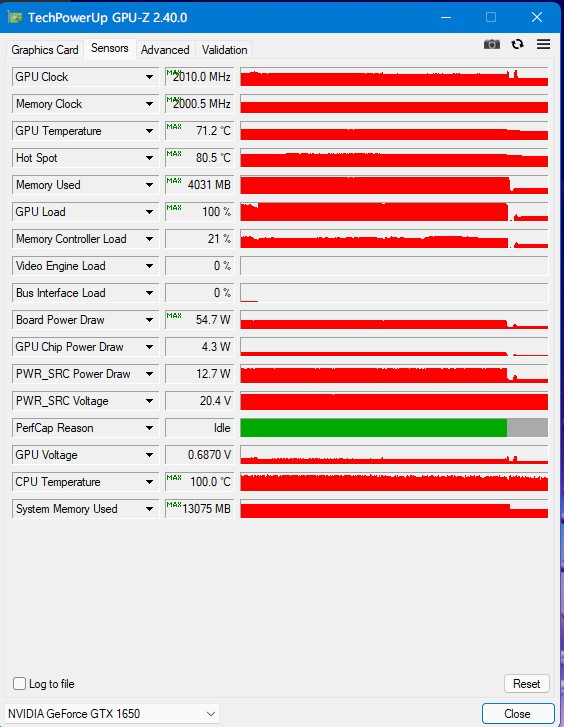 TechPowerUp GPU-Z 2.40.0
Graphics Card Sensors Advanced Validation
GPU Clock MAX 2010.0 MHz
Memory Clock MAX 2000.5 MHz
GPU Temperature MAX 71.2 °C
Hot Spot MAX 80.5 °C
Memory Used MAX 4031 MB
GPU Load MAX 100 %
Memory Controller Load 21 %
Video Engine Load 0 %
Bus Interface Load 0 %
Board Power Draw MAX 54.7 W
GPU Chip Power Draw 4.3 W
PWR_SRC Power Draw 12.7 W
PWR_SRC Voltage 20.4 V
PerfCap Reason Idle
GPU Voltage 0.6870 V
CPU Temperature MAX 100.0 °C
System Memory Used MAX 13075 MB
Log to file Reset
NVIDIA GeForce GTX 1650 Close